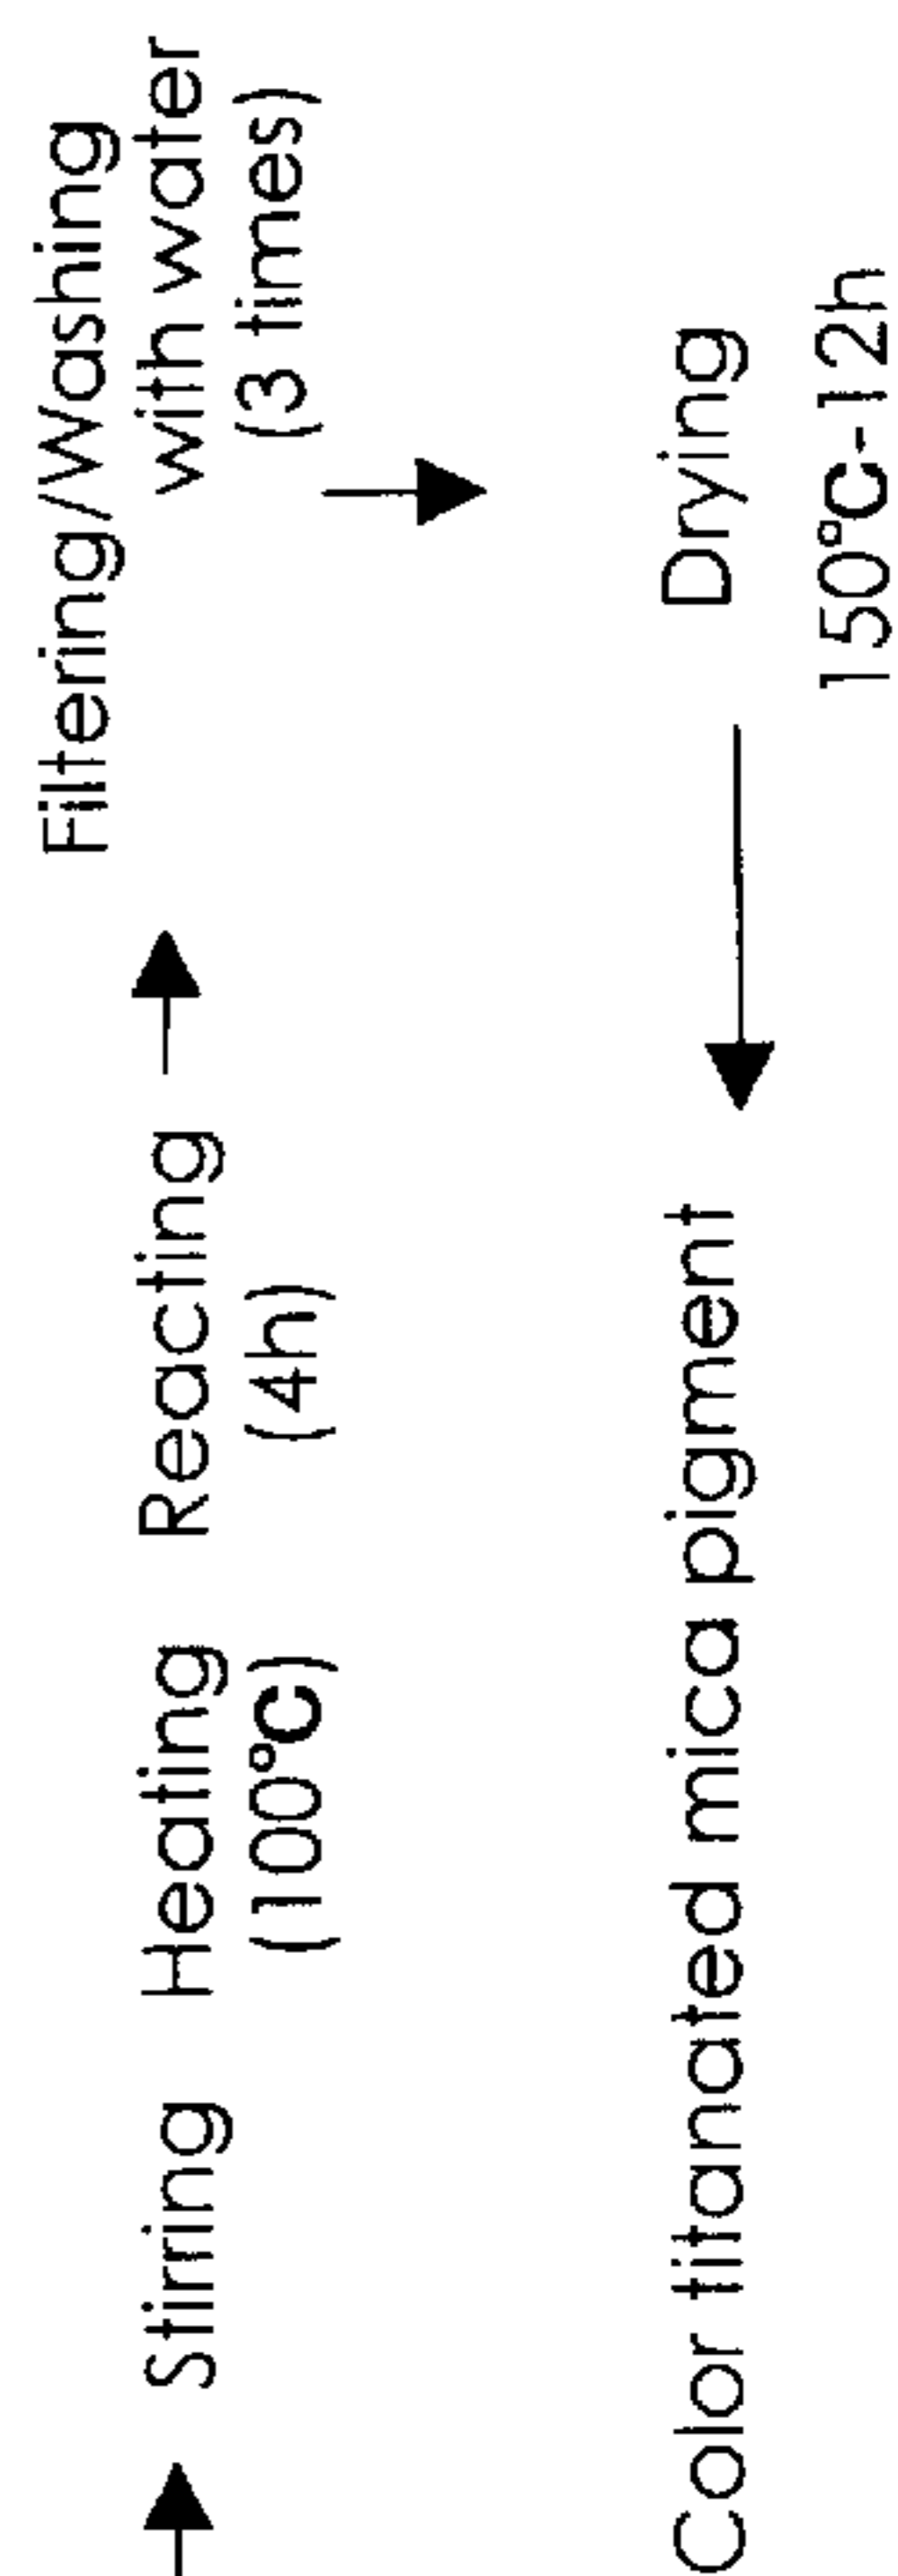 Stirring Heating Reacting
(100°C) (4h)
Filtering/Washing
with water
(3 times)
Drying
150°C-12h
Color titanated mica pigment